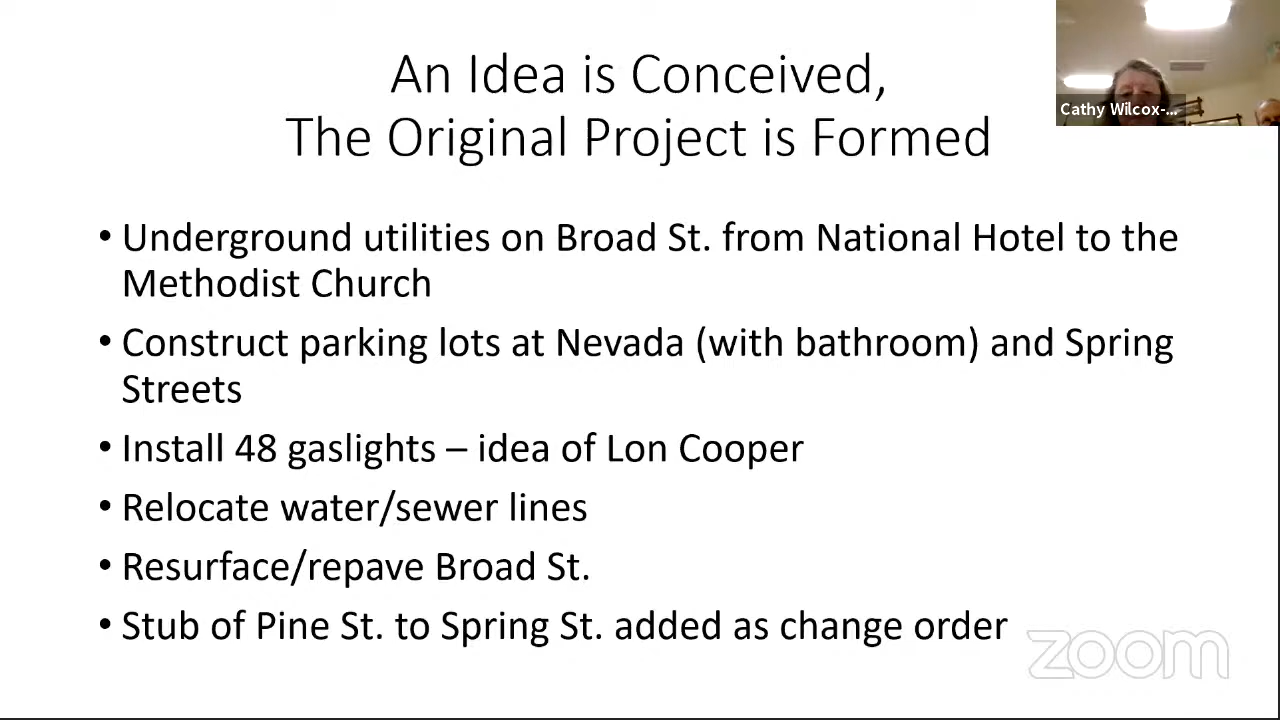 An Idea is Conceived,
The Original Project is Formed
Cathy Wilcox-...
• Underground utilities on Broad St. from National Hotel to the
Methodist Church
• Construct parking lots at Nevada (with bathroom) and Spring
Streets
• Install 48 gaslights – idea of Lon Cooper
• Relocate water/sewer lines
• Resurface/repave Broad St.
• Stub of Pine St. to Spring St. added as change order
zoom